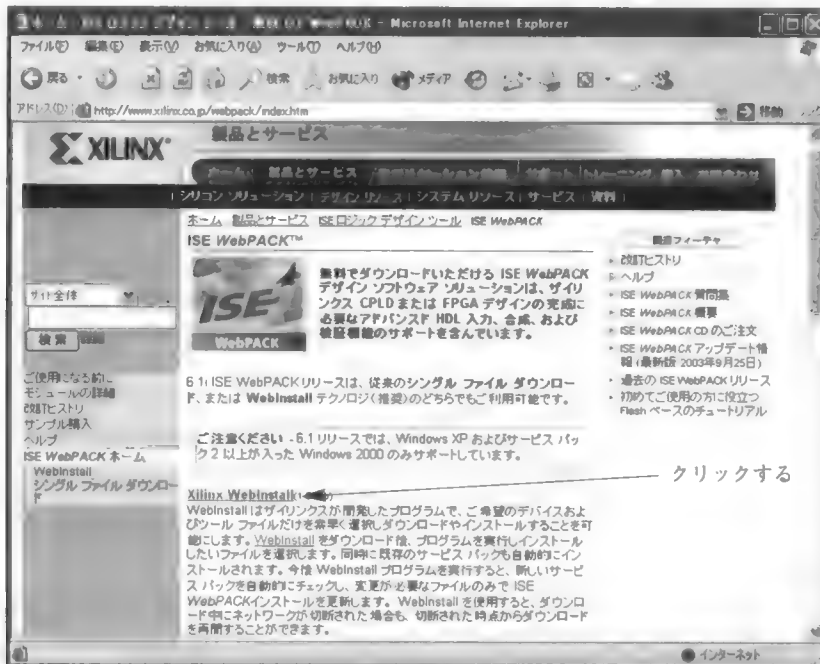 - Microsoft Internet Explorer
ファイル(F) 編集(E) 表示(V) お気に入り(A) ツール(T) ヘルプ(H)
戻る 検索 お気に入り メディア
アドレス(D) http://www.xilinx.co.jp/webpack/index.htm 移動
XILINX
製品とサービス
ホーム 製品とサービス
シリコン ソリューション | デザイン リソース | システム リソース | サービス | 資料
ホーム 製品とサービス ISE ロジック デザイン ツール ISE WebPACK
ISE WebPACK™
サイト全体
検索
ご使用になる前に
モジュールの詳細
改訂ヒストリ
サンプル購入
ヘルプ
ISE WebPACK ホーム
WebInstall
シングル ファイル ダウンロード
ISE
WebPACK
無料でダウンロードいただける ISE WebPACK
デザイン ソフトウェア ソリューションは、ザイリ
ンクス CPLD または FPGA デザインの完成に
必要なアドバンスド HDL 入力、合成、および
検証機能のサポートを含んでいます。
6.1i ISE WebPACKリリースは、従来のシングル ファイル ダウンロー
ド、または WebInstall テクノロジ(推奨)のどちらでもご利用可能です。
ご注意ください - 6.1 リリースでは、Windows XP およびサービス パッ
ク 2 以上が入った Windows 2000 のみサポートしています。
Xilinx WebInstall
クリックする
WebInstall はザイリンクスが開発したプログラムで、ご希望のデバイスおよ
びツール ファイルだけを素早く選択しダウンロードやインストールすることを可
能にします。WebInstall をダウンロード後、プログラムを実行しインストール
したいファイルを選択します。同時に既存のサービス パックも自動的にイン
ストールされます。今後 WebInstall プログラムを実行すると、新しいサービ
ス パックを自動的にチェックし、変更が必要なファイルのみで ISE
WebPACKインストールを更新します。WebInstall を使用すると、ダウンロ
ード中にネットワークが切断された場合も、切断された時点からダウンロード
を再開することができます。
関連フィーチャ
改訂ヒストリ
ヘルプ
ISE WebPACK 質問集
ISE WebPACK 概要
ISE WebPACK CD のご注文
ISE WebPACK アップデート情
報 (最新版 2003年9月25日)
過去の ISE WebPACK リリース
初めてご使用の方に役立つ
Flash ベースのチュートリアル
インターネット